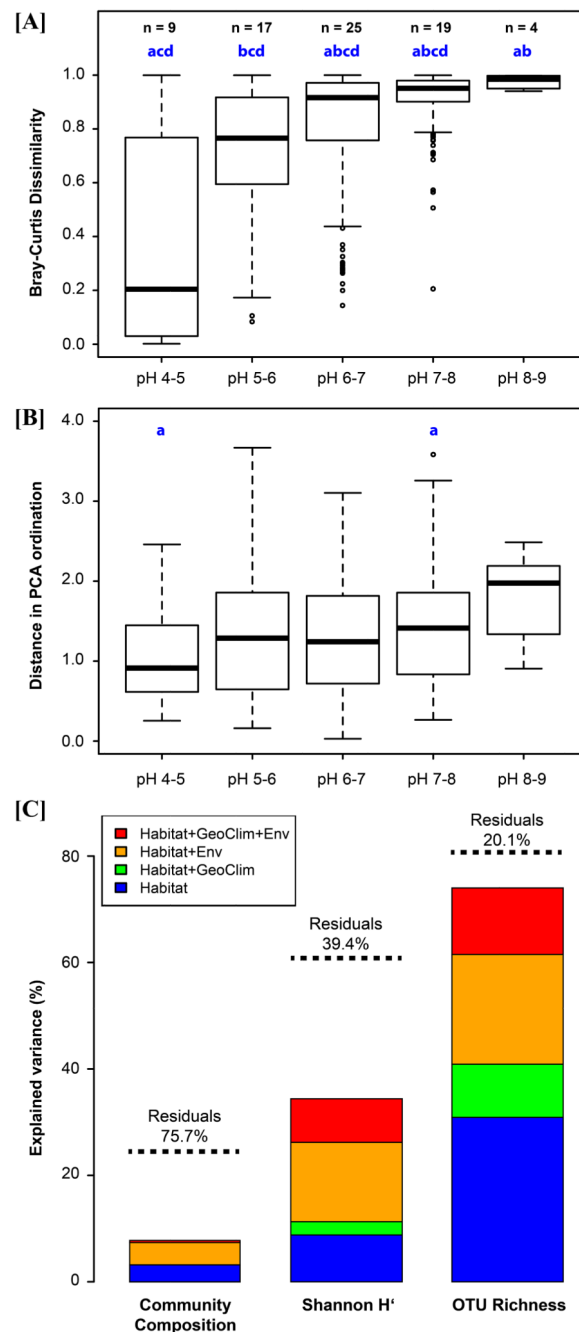 [A]
n = 9 n = 17 n = 25 n = 19 n = 4
acd bcd abcd abcd ab
1.0
0.8
0.6
0.4
0.2
0.0
Bray-Curtis Dissimilarity
pH 4-5 pH 5-6 pH 6-7 pH 7-8 pH 8-9
[B]
a a
4.0
3.0
2.0
1.0
0.0
Distance in PCA ordination
pH 4-5 pH 5-6 pH 6-7 pH 7-8 pH 8-9
[C]
Habitat+GeoClim+Env
Habitat+Env
Habitat+GeoClim
Habitat
Residuals
20.1%
Residuals
39.4%
Residuals
75.7%
80
60
40
20
0
Explained variance (%)
Community Composition
Shannon H‘
OTU Richness